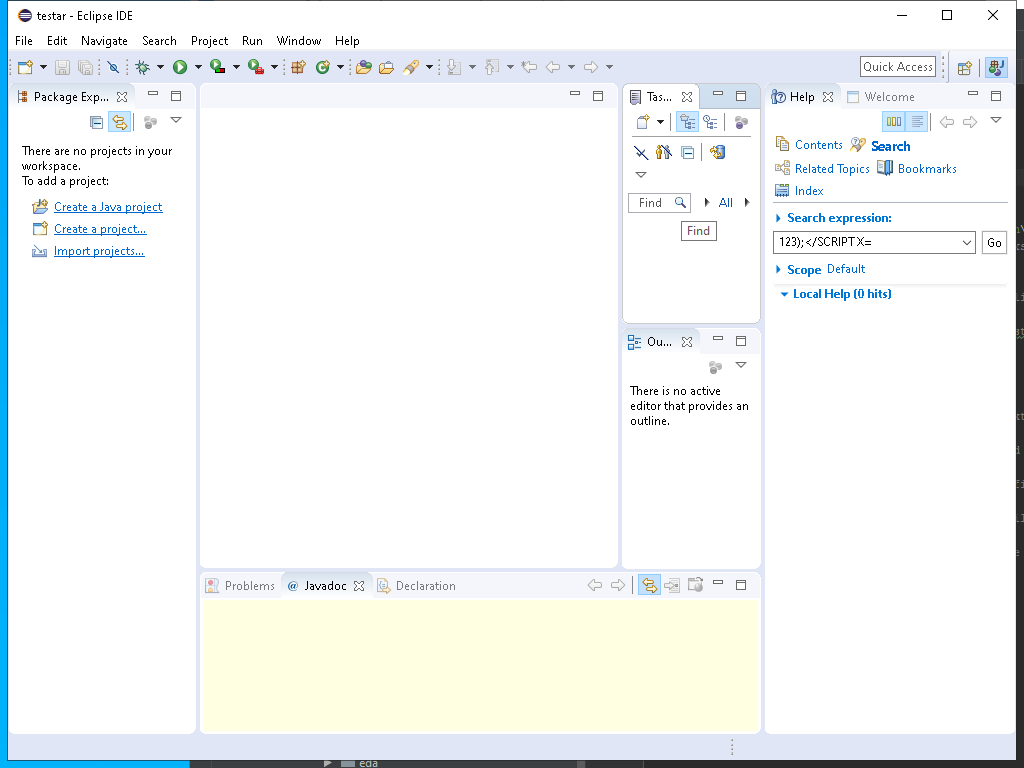 testar - Eclipse IDE
File Edit Navigate Search Project Run Window Help
Quick Access
Package Exp...
There are no projects in your
workspace.
To add a project:
Create a Java project
Create a project...
Import projects...
Tas...
Find
All
Find
Ou...
There is no active
editor that provides an
outline.
Help Welcome
Contents Search
Related Topics Bookmarks
Index
Search expression:
123);</SCRIPT X=
Go
Scope Default
Local Help (0 hits)
Problems @ Javadoc Declaration
eda